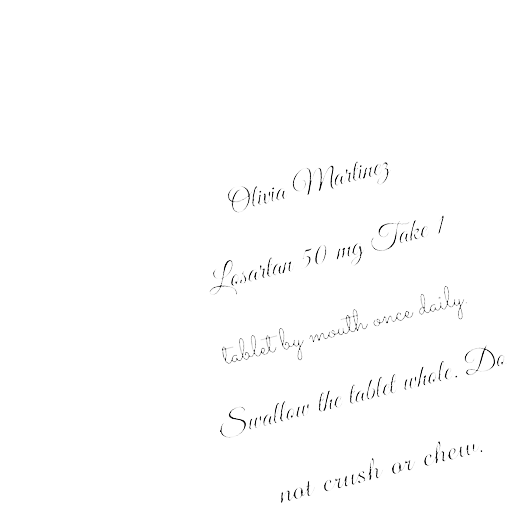 Olivia Martinez
Losartan 50 mg Take 1
tablet by mouth once daily.
Swallow the tablet whole. Do
not crush or chew.